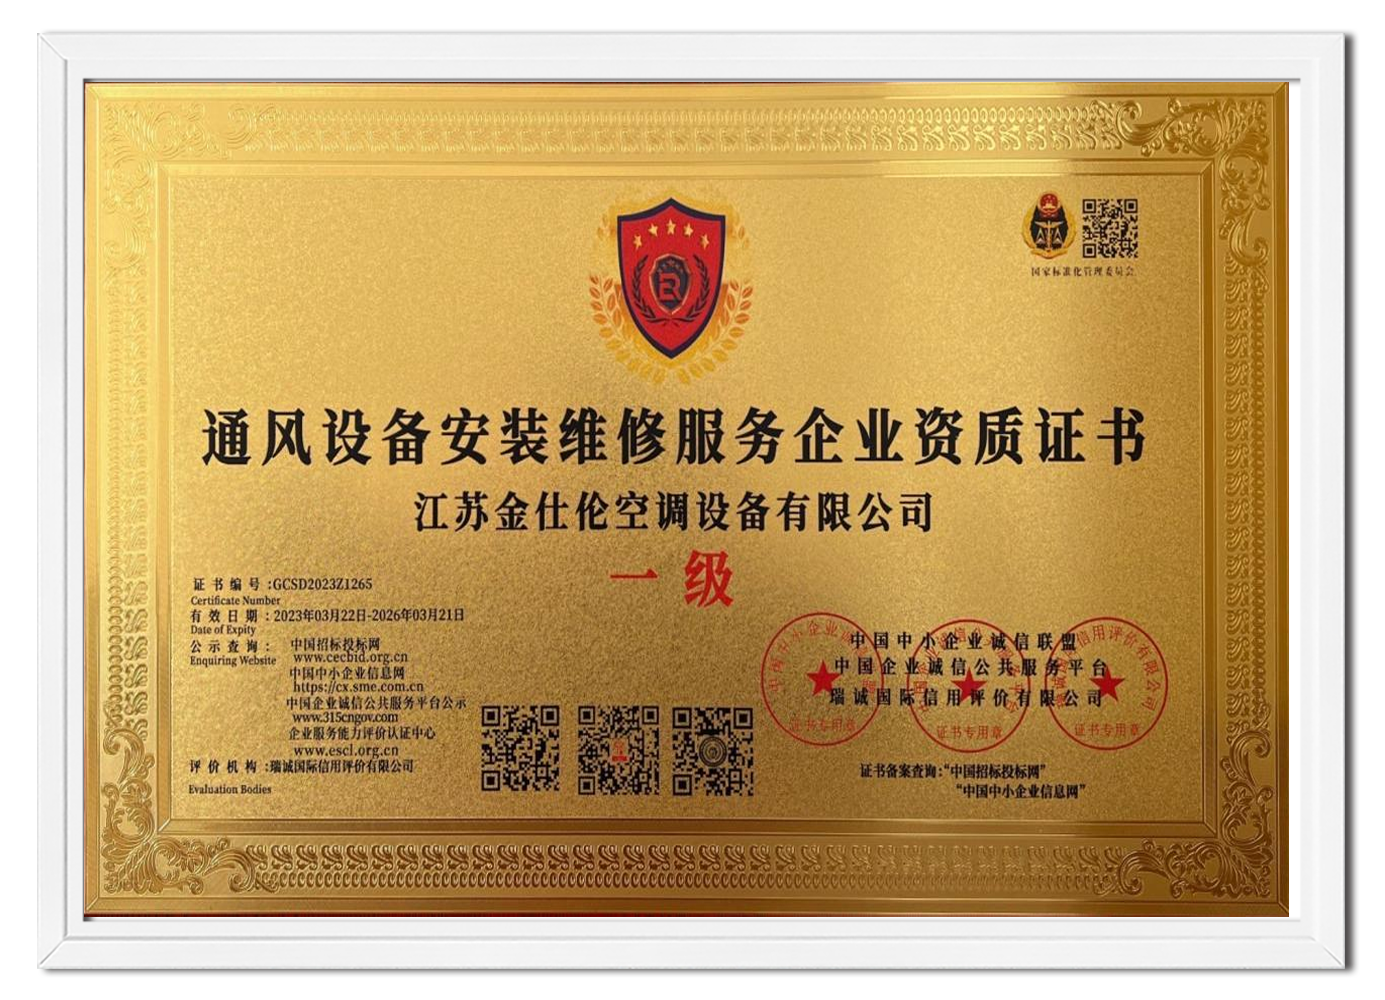 国家标准化管理委员会
通风设备安装维修服务企业资质证书
江苏金仕伦空调设备有限公司
一级
证书编号:GCSD2023Z1265
Certificate Number
有效日期:2023年03月22日-2026年03月21日
Date of Expiry
公示查询: 中国招标投标网
Enquiring Website www.cecbid.org.cn
中国中小企业信息网
https://cx.sme.com.cn
中国企业诚信公共服务平台公示
www.315cngov.com
企业服务能力评价认证中心
www.escl.org.cn
评价机构:瑞诚国际信用评价有限公司
Evaluation Bodies
中国中小企业诚信联盟
中国企业诚信公共服务平台
瑞诚国际信用评价有限公司
证书专用章
证书专用章
证书专用章
证书备案查询:“中国招标投标网”
“中国中小企业信息网”